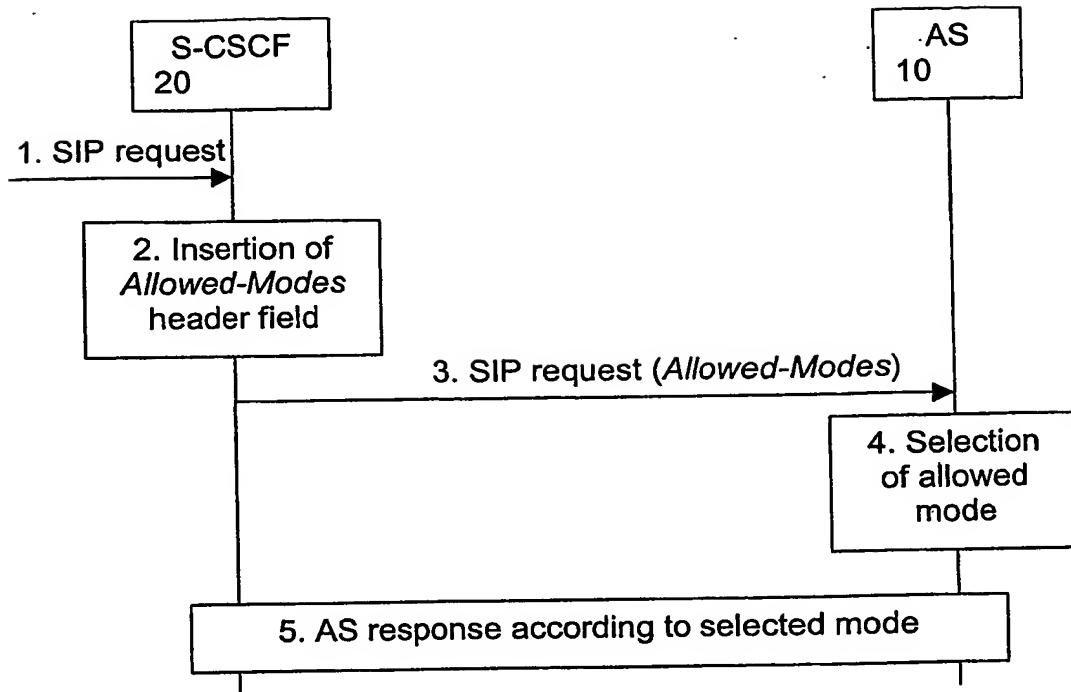 S-CSCF
20
AS
10
1. SIP request
2. Insertion of
Allowed-Modes
header field
3. SIP request (Allowed-Modes)
4. Selection
of allowed
mode
5. AS response according to selected mode